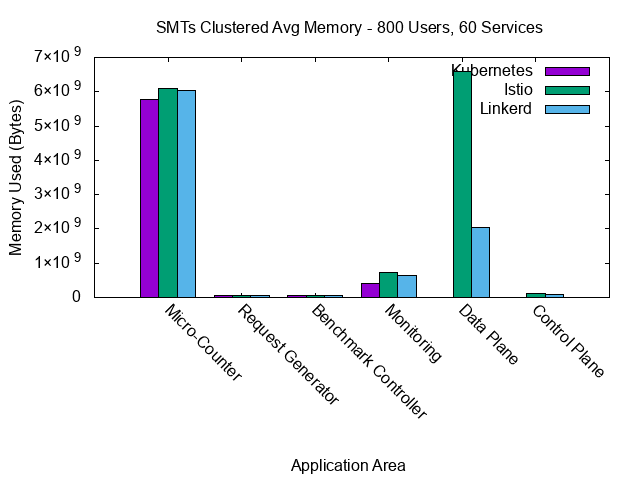 SMTs Clustered Avg Memory - 800 Users, 60 Services
Memory Used (Bytes)
7×10⁹
6×10⁹
5×10⁹
4×10⁹
3×10⁹
2×10⁹
1×10⁹
0
Kubernetes
Istio
Linkerd
Micro-Counter
Request Generator
Benchmark Controller
Monitoring
Data Plane
Control Plane
Application Area